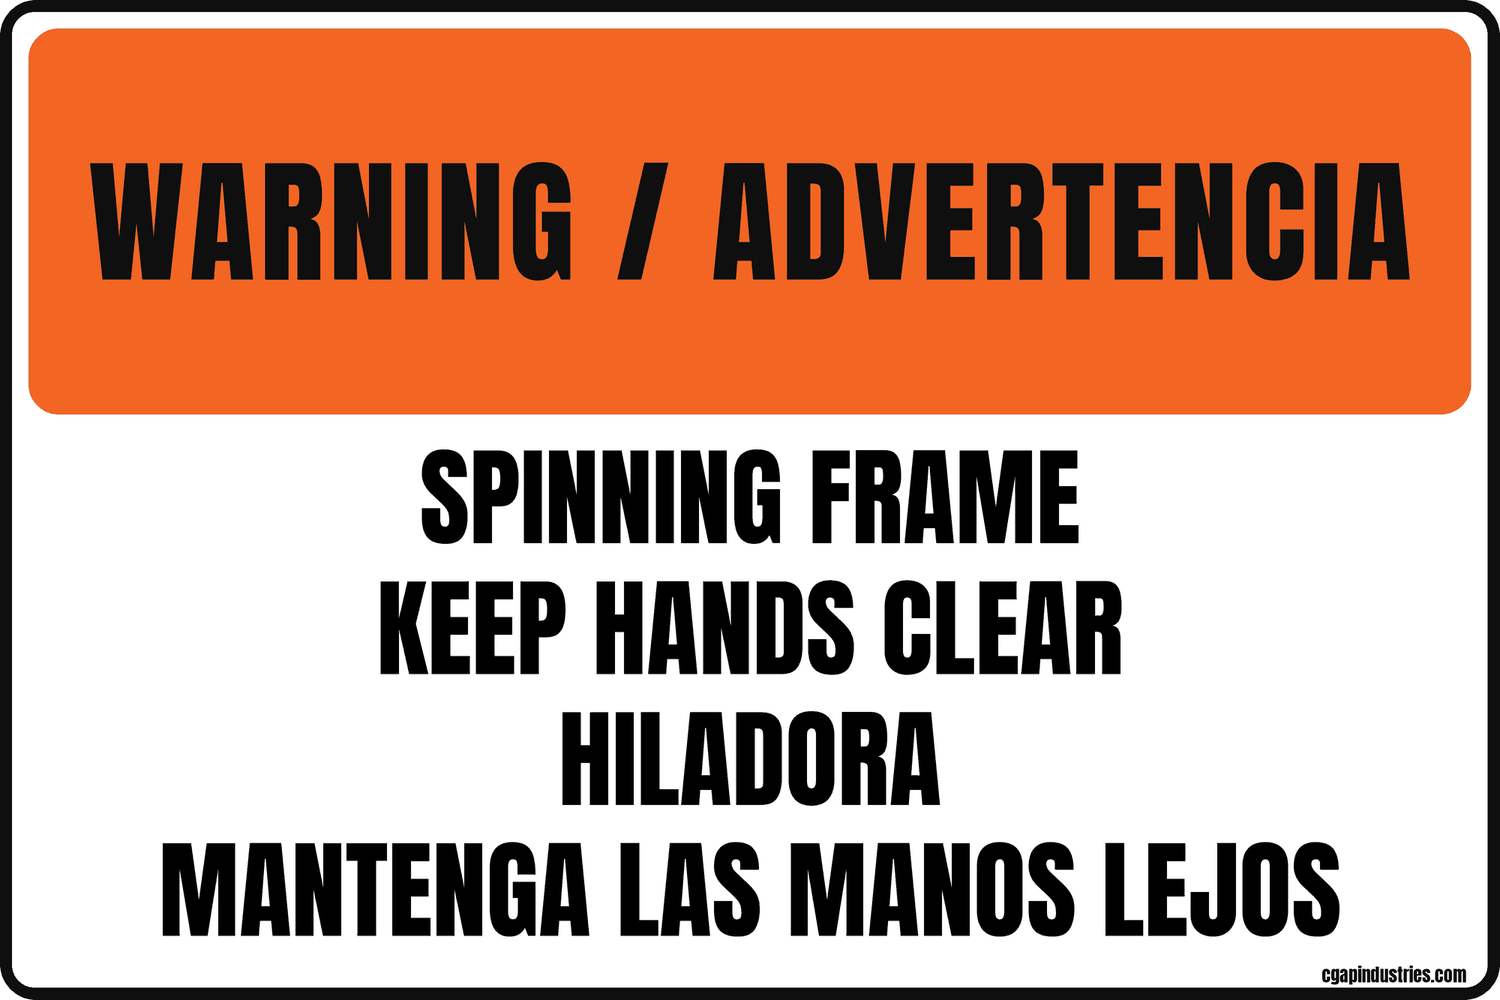 WARNING / ADVERTENCIA
SPINNING FRAME
KEEP HANDS CLEAR
HILADORA
MANTENGA LAS MANOS LEJOS
cgapindustries.com